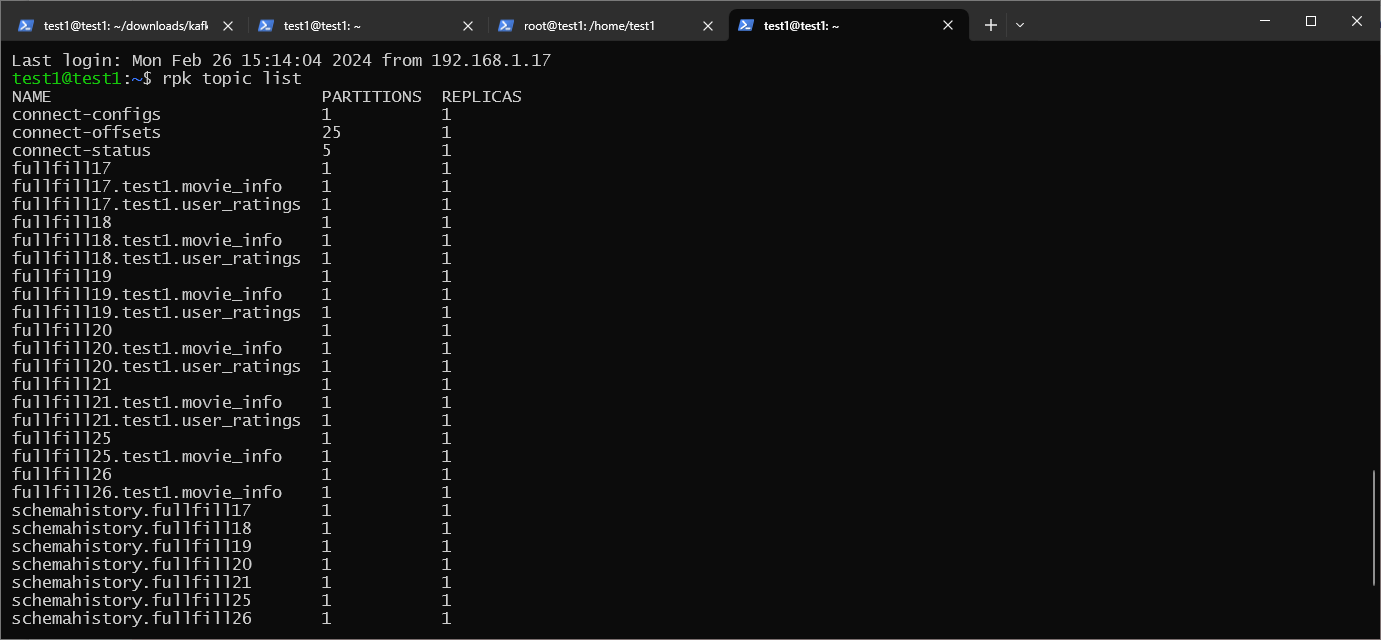 test1@test1: ~/downloads/kafk
test1@test1: ~
root@test1: /home/test1
test1@test1: ~
Last login: Mon Feb 26 15:14:04 2024 from 192.168.1.17
test1@test1:~$ rpk topic list
NAME PARTITIONS REPLICAS
connect-configs 1 1
connect-offsets 25 1
connect-status 5 1
fullfill17 1 1
fullfill17.test1.movie_info 1 1
fullfill17.test1.user_ratings 1 1
fullfill18 1 1
fullfill18.test1.movie_info 1 1
fullfill18.test1.user_ratings 1 1
fullfill19 1 1
fullfill19.test1.movie_info 1 1
fullfill19.test1.user_ratings 1 1
fullfill20 1 1
fullfill20.test1.movie_info 1 1
fullfill20.test1.user_ratings 1 1
fullfill21 1 1
fullfill21.test1.movie_info 1 1
fullfill21.test1.user_ratings 1 1
fullfill25 1 1
fullfill25.test1.movie_info 1 1
fullfill26 1 1
fullfill26.test1.movie_info 1 1
schemahistory.fullfill17 1 1
schemahistory.fullfill18 1 1
schemahistory.fullfill19 1 1
schemahistory.fullfill20 1 1
schemahistory.fullfill21 1 1
schemahistory.fullfill25 1 1
schemahistory.fullfill26 1 1